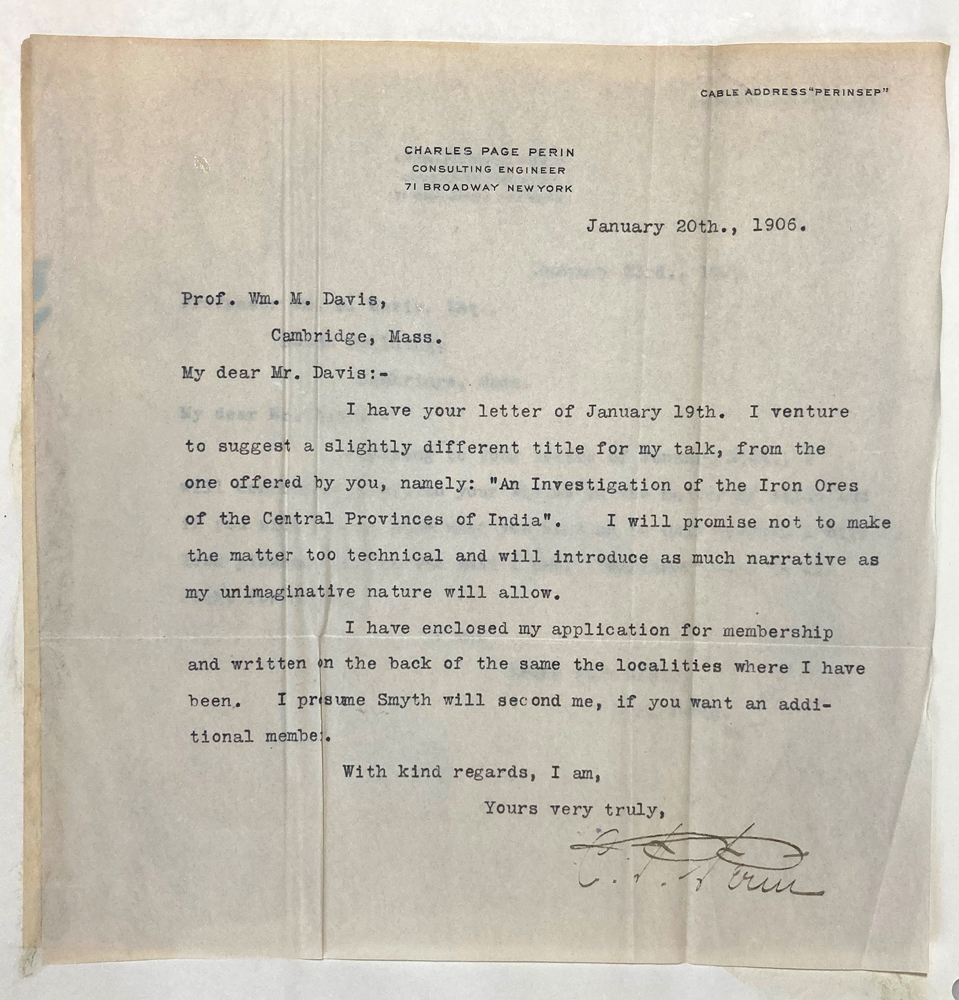 CABLE ADDRESS "PERINSEP"
CHARLES PAGE PERIN
CONSULTING ENGINEER
71 BROADWAY NEW YORK
January 20th., 1906.
Prof. Wm. M. Davis,
Cambridge, Mass.
My dear Mr. Davis:-
I have your letter of January 19th. I venture
to suggest a slightly different title for my talk, from the
one offered by you, namely: "An Investigation of the Iron Ores
of the Central Provinces of India". I will promise not to make
the matter too technical and will introduce as much narrative as
my unimaginative nature will allow.
I have enclosed my application for membership
and written on the back of the same the localities where I have
been. I presume Smyth will second me, if you want an addi-
tional member.
With kind regards, I am,
Yours very truly,
C. P. Perin